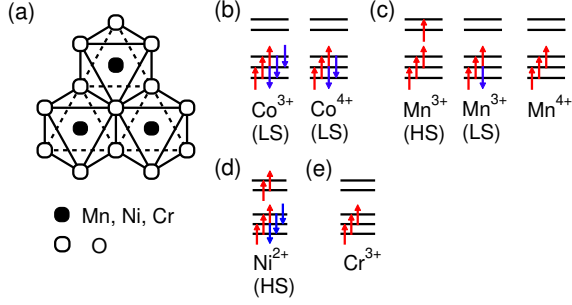 (a)
Mn, Ni, Cr
O
(b)
Co3+
(LS)
Co4+
(LS)
(c)
Mn3+
(HS)
Mn3+
(LS)
Mn4+
(d)
Ni2+
(HS)
(e)
Cr3+